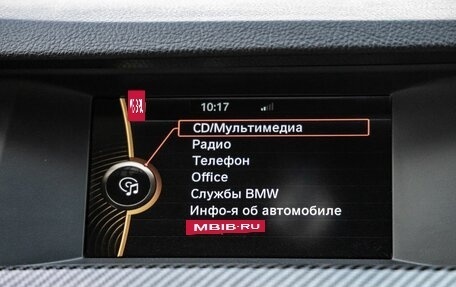 10:17
CD/Мультимедиа
Радио
Телефон
Office
Службы BMW
Инфо-я об автомобиле
MBIB.RU